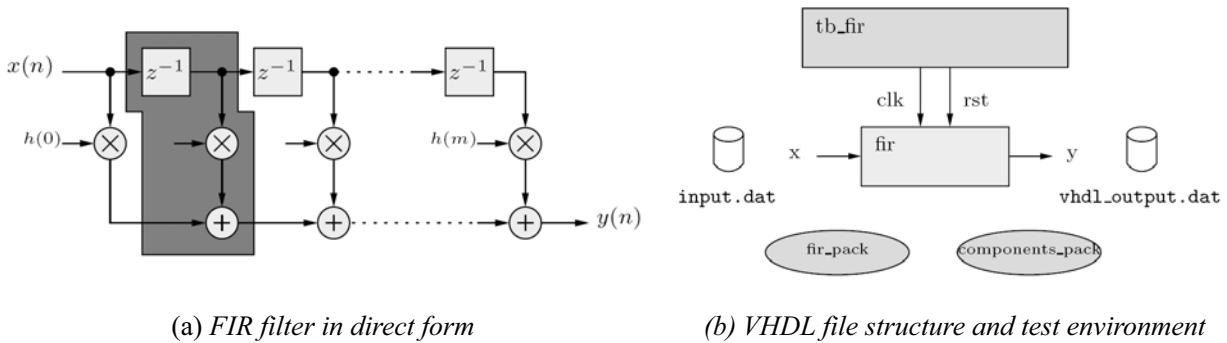 x(n) z⁻¹ z⁻¹ z⁻¹
h(0) × × × h(m) ×
+ + + y(n)
(a) FIR filter in direct form
tb_fir
clk rst
fir
x y
input.dat vhdl_output.dat
fir_pack components_pack
(b) VHDL file structure and test environment